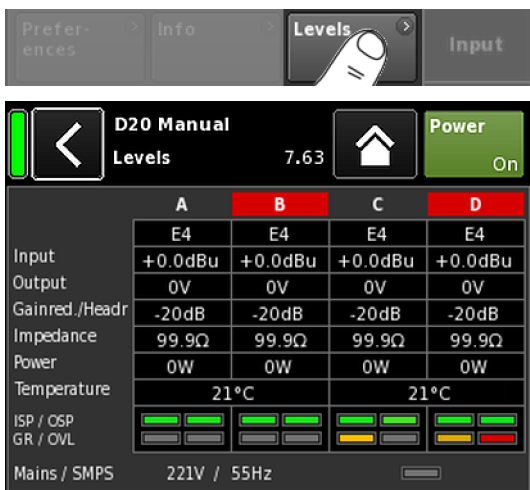 Prefer-
ences
Info
Levels
Input
D20 Manual
Levels 7.63
Power
On
A B C D
E4 E4 E4 E4
Input +0.0dBu +0.0dBu +0.0dBu +0.0dBu
Output 0V 0V 0V 0V
Gainred./Headr -20dB -20dB -20dB -20dB
Impedance 99.9Ω 99.9Ω 99.9Ω 99.9Ω
Power 0W 0W 0W 0W
Temperature 21°C 21°C
ISP / OSP
GR / OVL
Mains / SMPS 221V / 55Hz